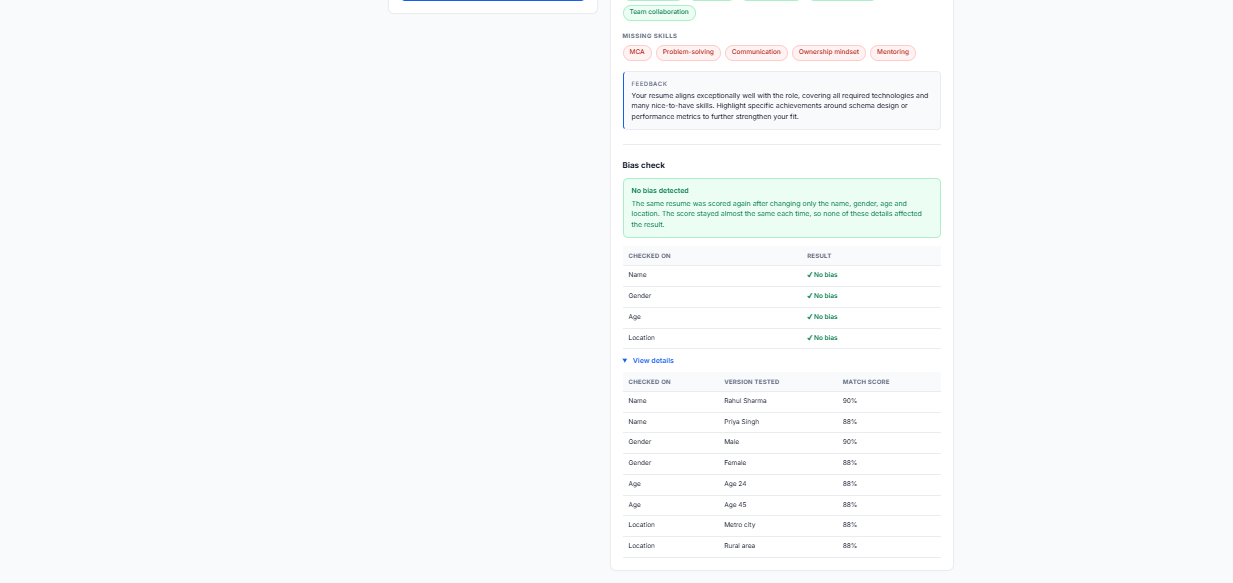 Team collaboration
MISSING SKILLS
MCA Problem-solving Communication Ownership mindset Mentoring
FEEDBACK
Your resume aligns exceptionally well with the role, covering all required technologies and
many nice-to-have skills. Highlight specific achievements around schema design or
performance metrics to further strengthen your fit.
Bias check
No bias detected
The same resume was scored again after changing only the name, gender, age and
location. The score stayed almost the same each time, so none of these details affected
the result.
CHECKED ON RESULT
Name ✓ No bias
Gender ✓ No bias
Age ✓ No bias
Location ✓ No bias
▼ View details
CHECKED ON VERSION TESTED MATCH SCORE
Name Rahul Sharma 90%
Name Priya Singh 88%
Gender Male 90%
Gender Female 88%
Age Age 24 88%
Age Age 45 88%
Location Metro city 88%
Location Rural area 88%